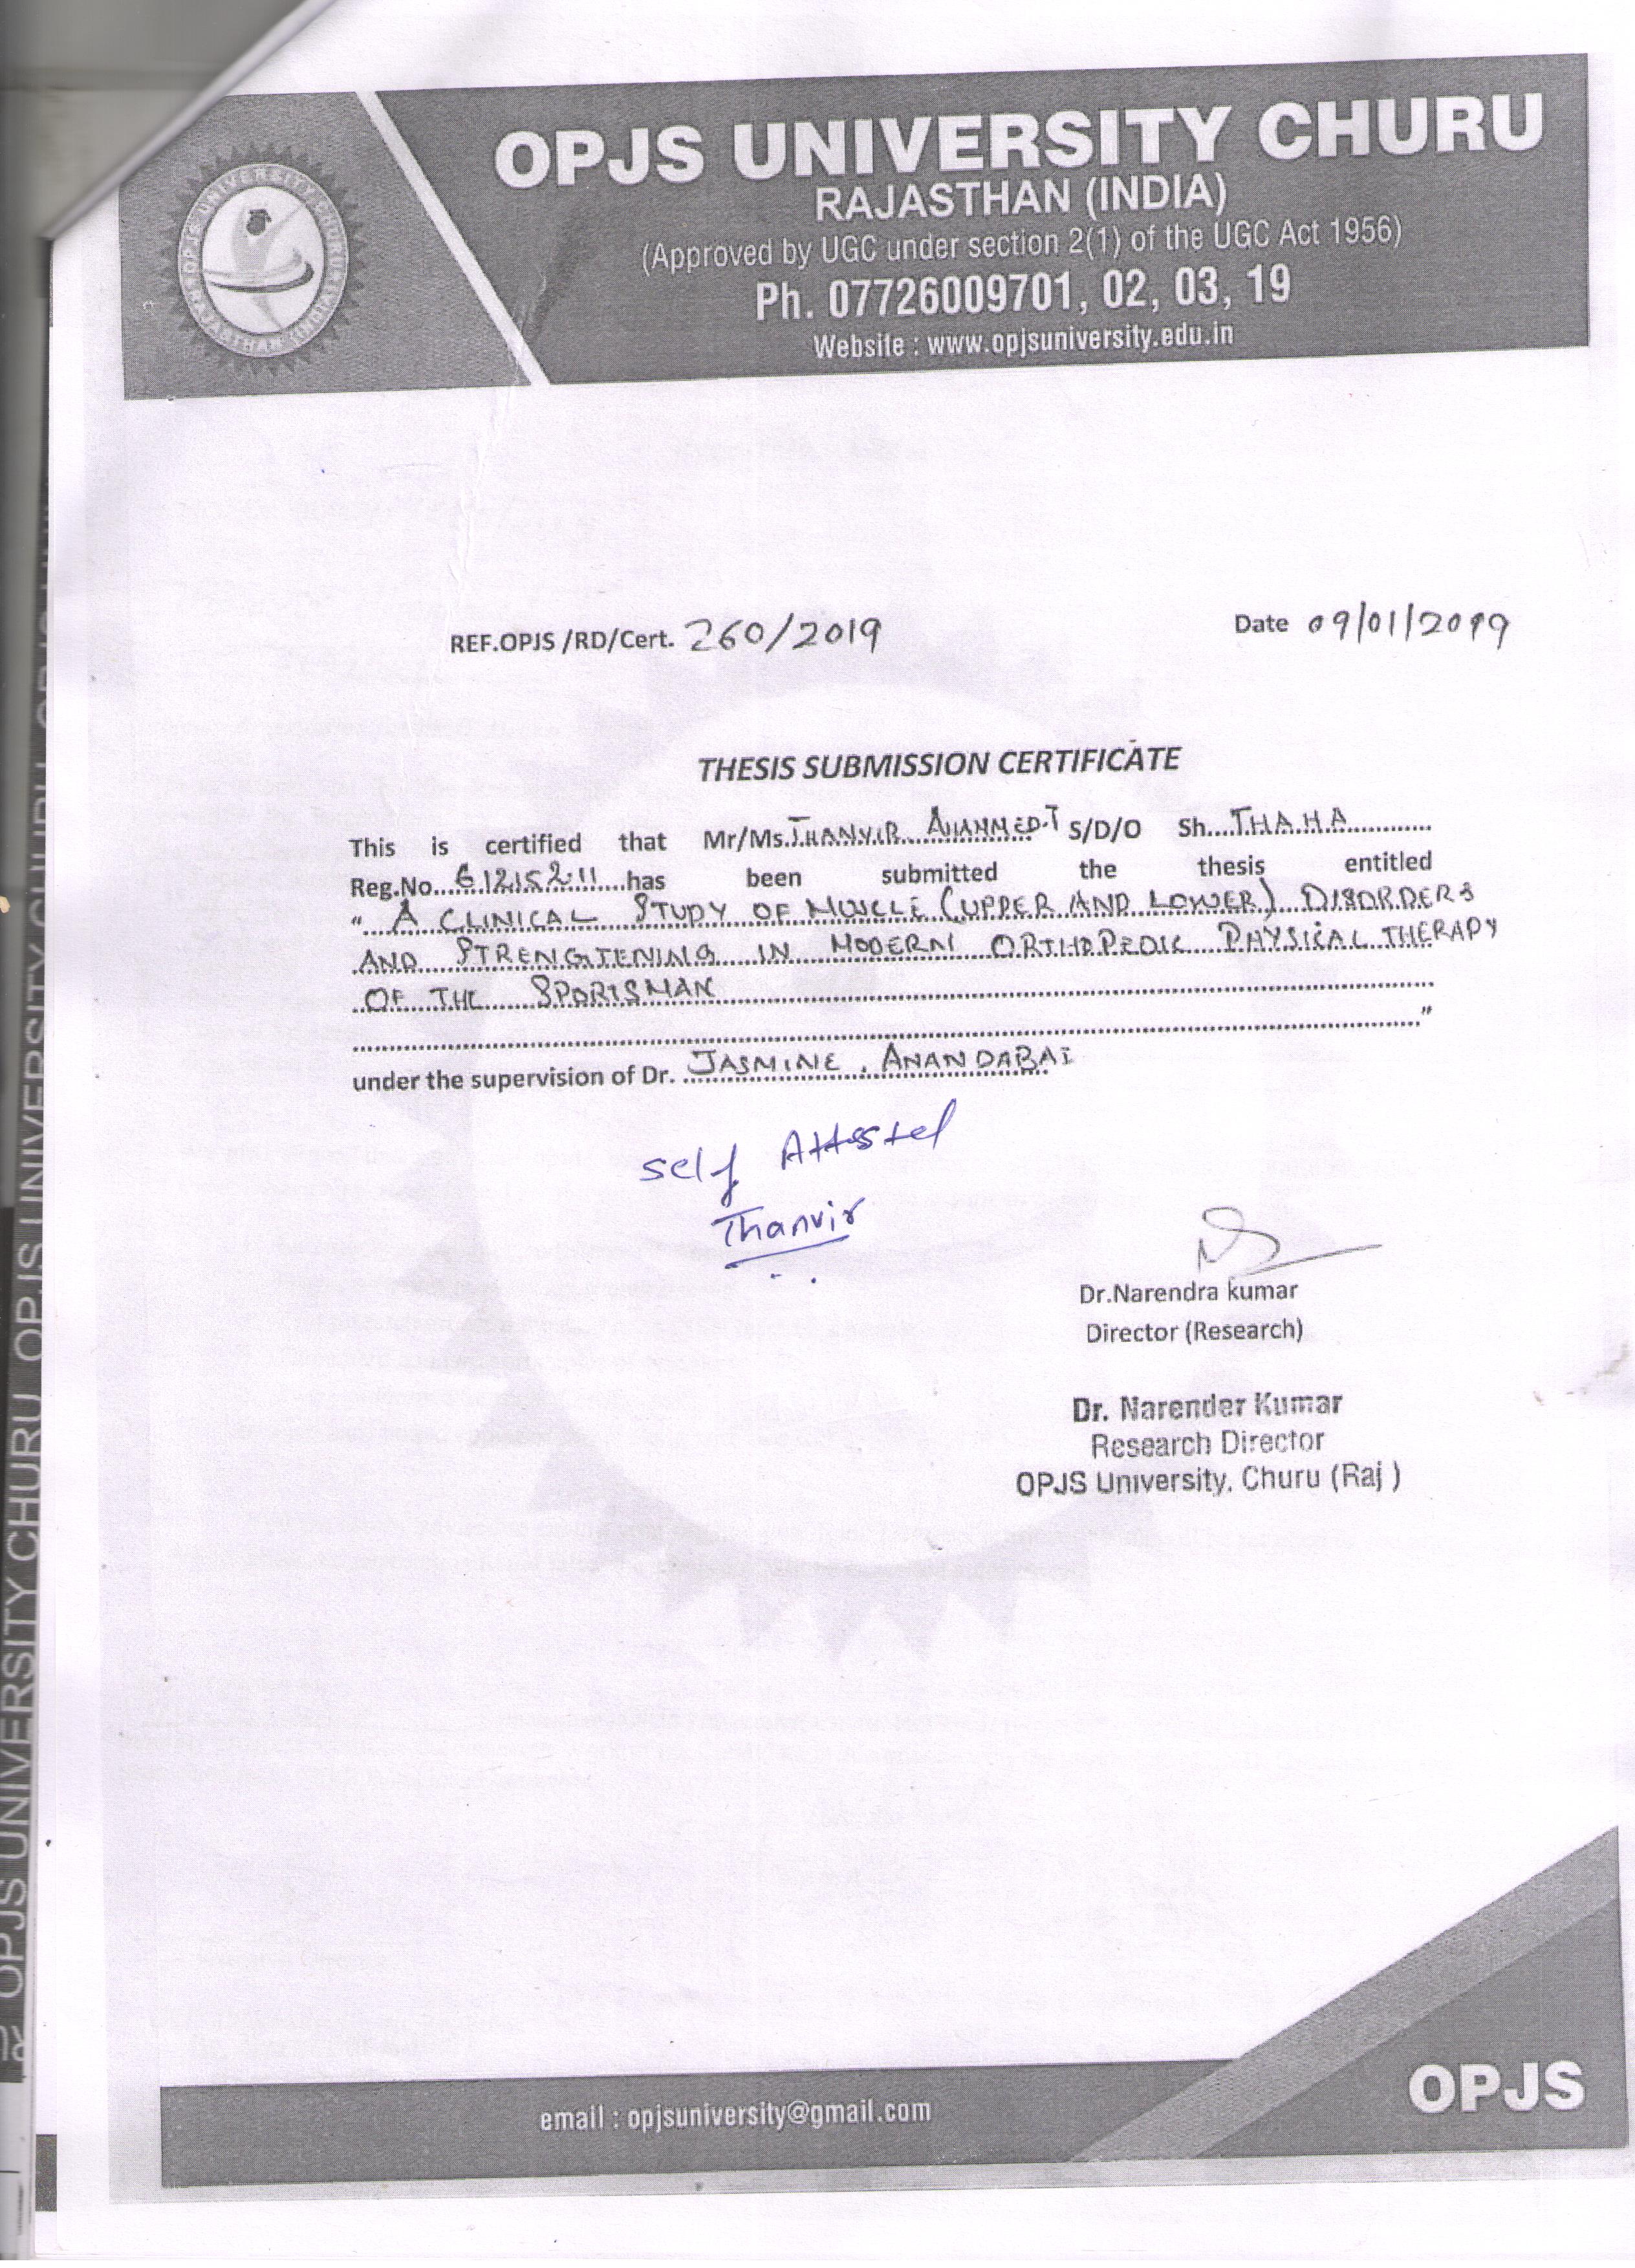 OPJS UNIVERSITY CHURU
RAJASTHAN (INDIA)
(Approved by UGC under section 2(1) of the UGC Act 1956)
Ph. 07726009701, 02, 03, 19
Website : www.opjsuniversity.edu.in
OPJS UNIVERSITY CHURU
RAJASTHAN (INDIA)
REF.OPJS /RD/Cert. 260/2019
Date 09/01/2019
THESIS SUBMISSION CERTIFICATE
This is certified that Mr/Ms. THANVIR AHAMMED.T S/D/O Sh....THAHA............
Reg.No...61215211......has been submitted the thesis entitled
"...A CLINICAL STUDY OF MUSCLE (UPPER AND LOWER) DISORDERS
AND STRENGTENING IN MODERN ORTHOPEDIC PHYSICAL THERAPY
OF THE SPORTSMAN
"
under the supervision of Dr. JASMINE . ANANDABAI
self Attested
Thanvir
Dr.Narendra kumar
Director (Research)
Dr. Narender Kumar
Research Director
OPJS University, Churu (Raj )
email : opjsuniversity@gmail.com
OPJS
OPJS UNIVERSITY CHURU OPJS UNIVERSITY CHURU